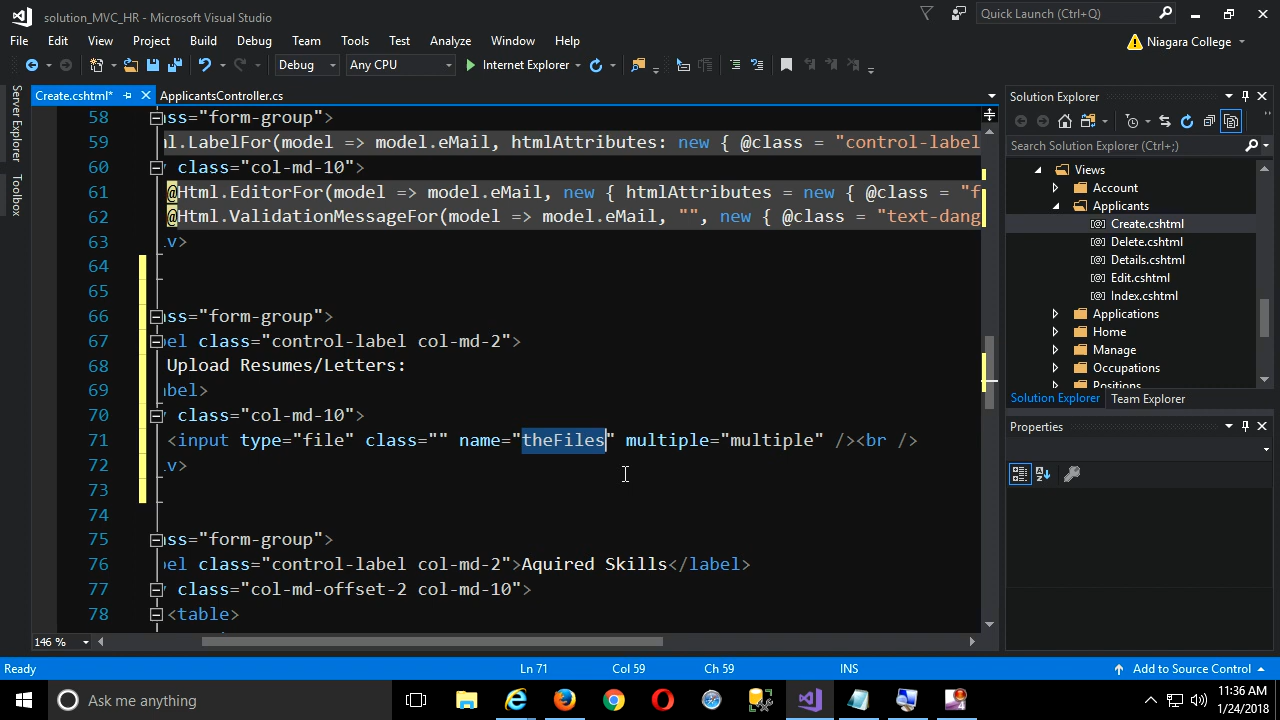 solution_MVC_HR - Microsoft Visual Studio
Quick Launch (Ctrl+Q)
File Edit View Project Build Debug Team Tools Test Analyze Window Help
Niagara College
Debug Any CPU Internet Explorer
Server Explorer
Toolbox
Create.cshtml* ApplicantsController.cs
58 ass="form-group">
59 ml.LabelFor(model => model.eMail, htmlAttributes: new { @class = "control-label
60 class="col-md-10">
61 @Html.EditorFor(model => model.eMail, new { htmlAttributes = new { @class = "f
62 @Html.ValidationMessageFor(model => model.eMail, "", new { @class = "text-dang
63 iv>
64
65
66 ass="form-group">
67 bel class="control-label col-md-2">
68 Upload Resumes/Letters:
69 abel>
70 class="col-md-10">
71 <input type="file" class="" name="theFiles" multiple="multiple" /><br />
72 iv>
73
74
75 ass="form-group">
76 bel class="control-label col-md-2">Aquired Skills</label>
77 class="col-md-offset-2 col-md-10">
78 <table>
146 %
Solution Explorer
Search Solution Explorer (Ctrl+;)
Views
Account
Applicants
Create.cshtml
Delete.cshtml
Details.cshtml
Edit.cshtml
Index.cshtml
Applications
Home
Manage
Occupations
Positions
Solution Explorer Team Explorer
Properties
Ready Ln 71 Col 59 Ch 59 INS Add to Source Control
Ask me anything
11:36 AM
1/24/2018